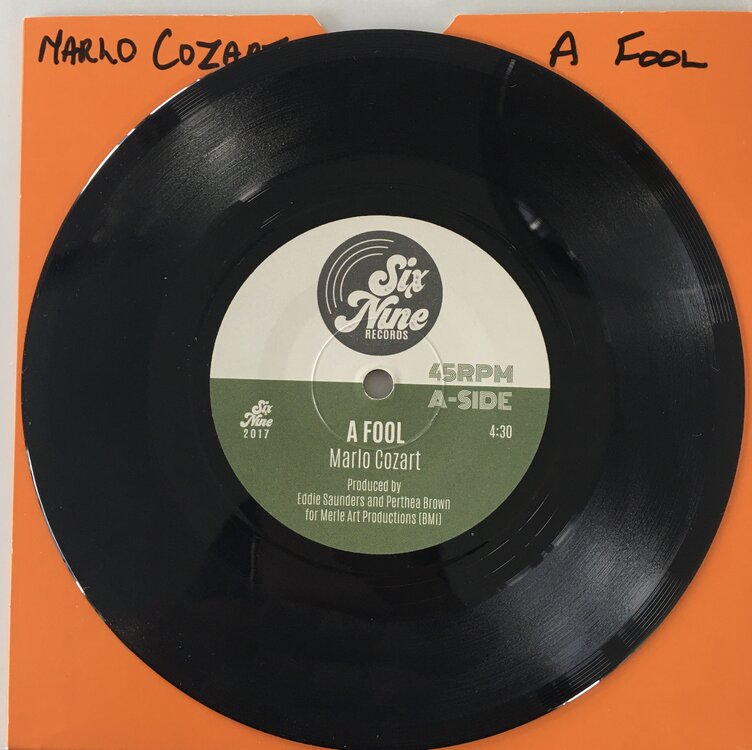 MARLO COZART
A FOOL
Six
Nine
RECORDS
45RPM
A-SIDE
Six
Nine
2017
4:30
A FOOL
Marlo Cozart
Produced by
Eddie Saunders and Perthea Brown
for Merle Art Productions (BMI)